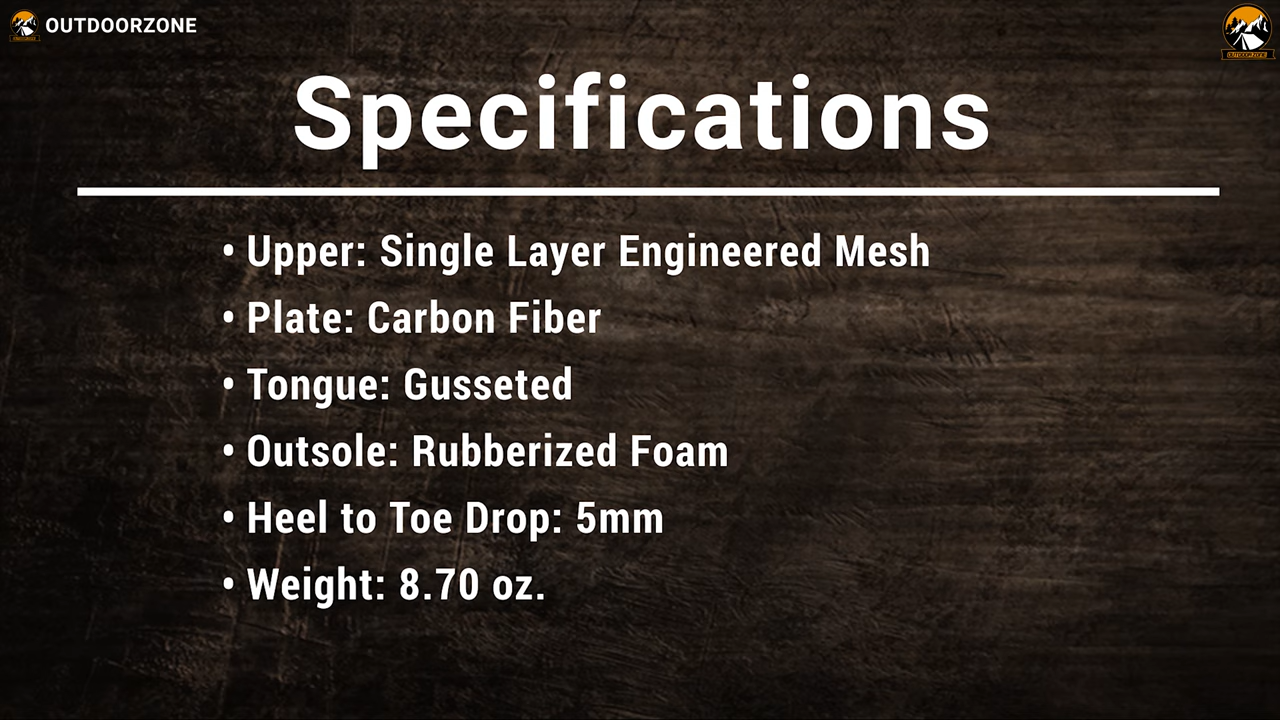 OUTDOORZONE
OUTDOORZONE
Specifications
• Upper: Single Layer Engineered Mesh
• Plate: Carbon Fiber
• Tongue: Gusseted
• Outsole: Rubberized Foam
• Heel to Toe Drop: 5mm
• Weight: 8.70 oz.